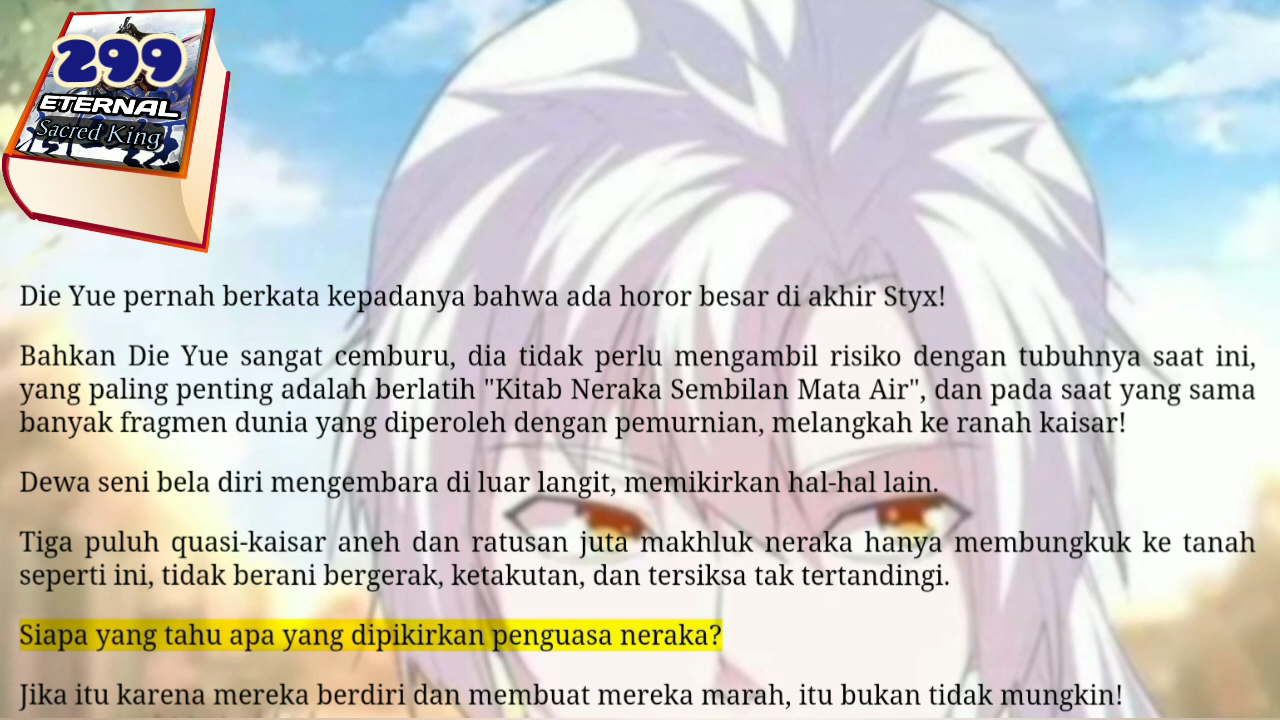 299
ETERNAL
Sacred King
Die Yue pernah berkata kepadanya bahwa ada horor besar di akhir Styx!
Bahkan Die Yue sangat cemburu, dia tidak perlu mengambil risiko dengan tubuhnya saat ini,
yang paling penting adalah berlatih "Kitab Neraka Sembilan Mata Air", dan pada saat yang sama
banyak fragmen dunia yang diperoleh dengan pemurnian, melangkah ke ranah kaisar!
Dewa seni bela diri mengembara di luar langit, memikirkan hal-hal lain.
Tiga puluh quasi-kaisar aneh dan ratusan juta makhluk neraka hanya membungkuk ke tanah
seperti ini, tidak berani bergerak, ketakutan, dan tersiksa tak tertandingi.
Siapa yang tahu apa yang dipikirkan penguasa neraka?
Jika itu karena mereka berdiri dan membuat mereka marah, itu bukan tidak mungkin!